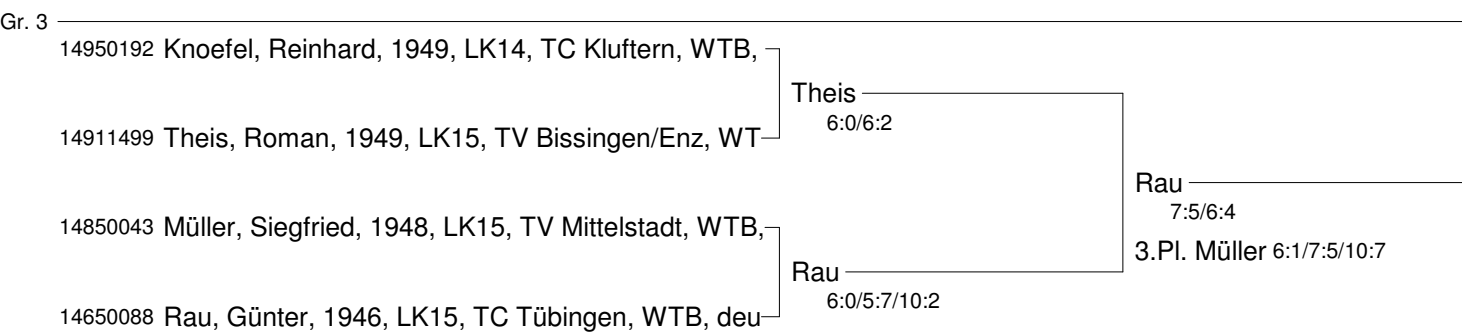 Gr. 3
14950192 Knoefel, Reinhard, 1949, LK14, TC Kluftern, WTB,
Theis
6:0/6:2
14911499 Theis, Roman, 1949, LK15, TV Bissingen/Enz, WT
Rau
7:5/6:4
14850043 Müller, Siegfried, 1948, LK15, TV Mittelstadt, WTB,
3.Pl. Müller 6:1/7:5/10:7
Rau
6:0/5:7/10:2
14650088 Rau, Günter, 1946, LK15, TC Tübingen, WTB, deu